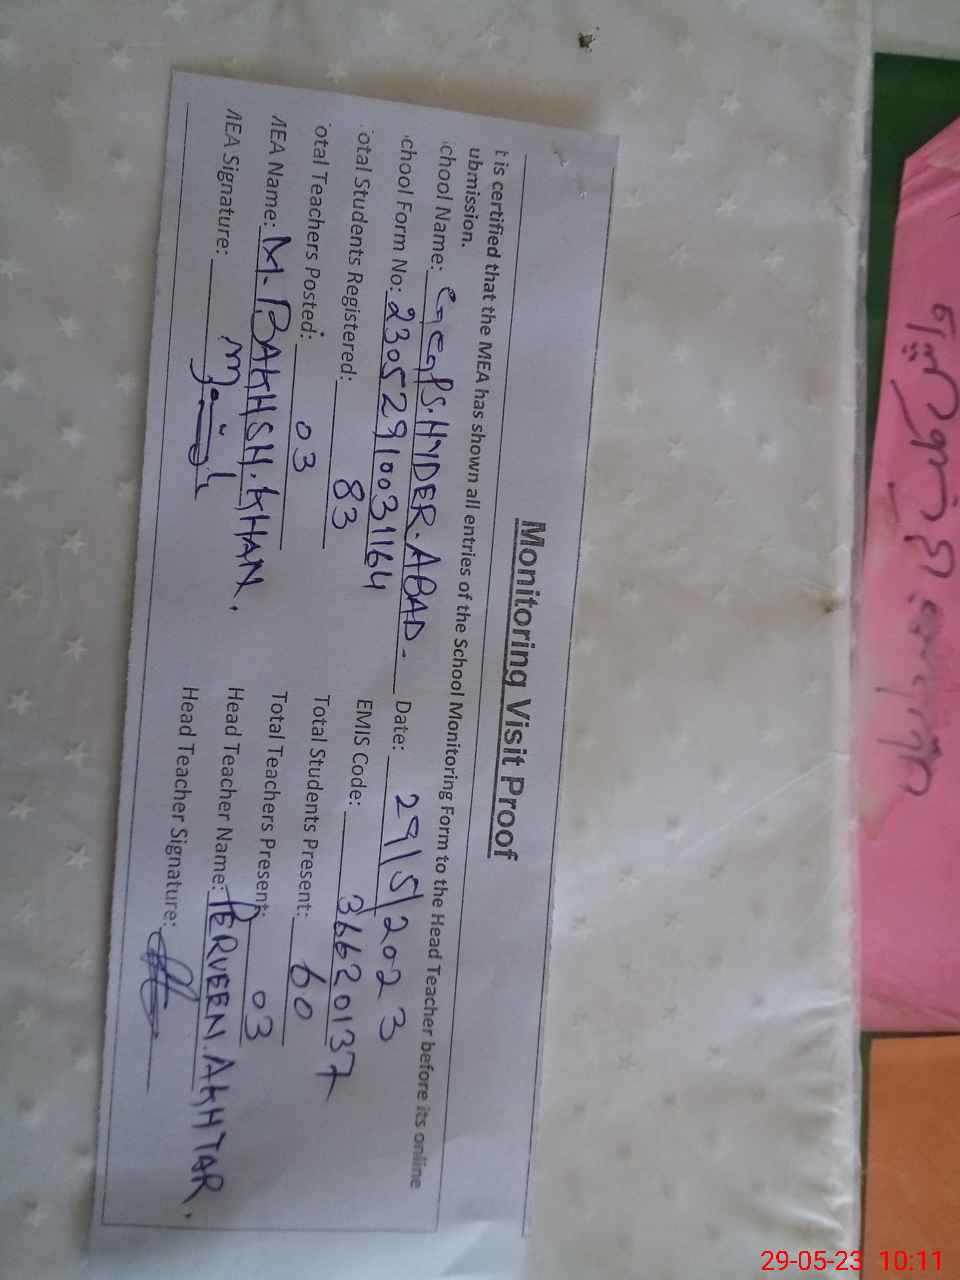 Monitoring Visit Proof
t is certified that the MEA has shown all entries of the School Monitoring Form to the Head Teacher before its online
ubmission.
chool Name: GGPS. HYDER. ABAD. Date: 29/5/2023
chool Form No: 23052910031164 EMIS Code: 36620137
otal Students Registered: 83 Total Students Present: 60
otal Teachers Posted: 03 Total Teachers Present: 03
MEA Name: M. BAKHSH. KHAN. Head Teacher Name: PERVEEN. AKHTAR.
MEA Signature: Head Teacher Signature:
29-05-23 10:11